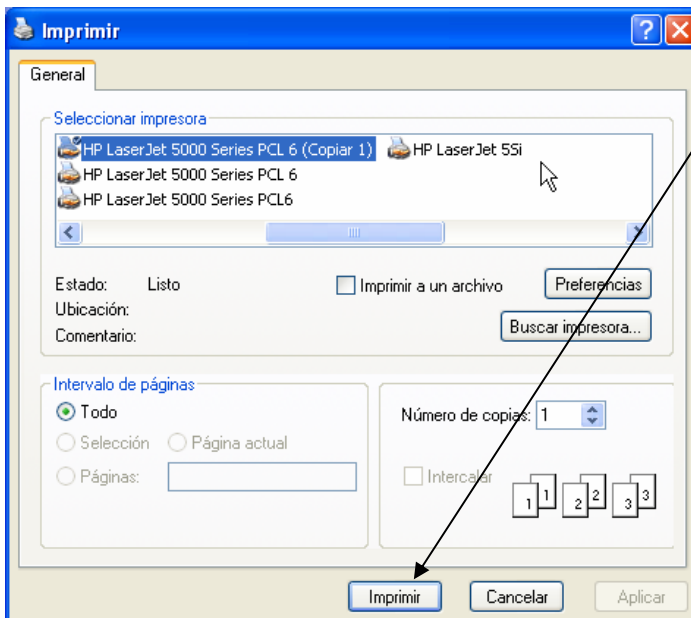 Imprimir
General
Seleccionar impresora
HP LaserJet 5000 Series PCL 6 (Copiar 1) HP LaserJet 5Si
HP LaserJet 5000 Series PCL 6
HP LaserJet 5000 Series PCL6
Estado: Listo
Imprimir a un archivo
Preferencias
Ubicación:
Buscar impresora...
Comentario:
Intervalo de páginas
Todo
Selección Página actual
Páginas:
Número de copias: 1
Intercalar
1 1 2 2 3 3
Imprimir Cancelar Aplicar